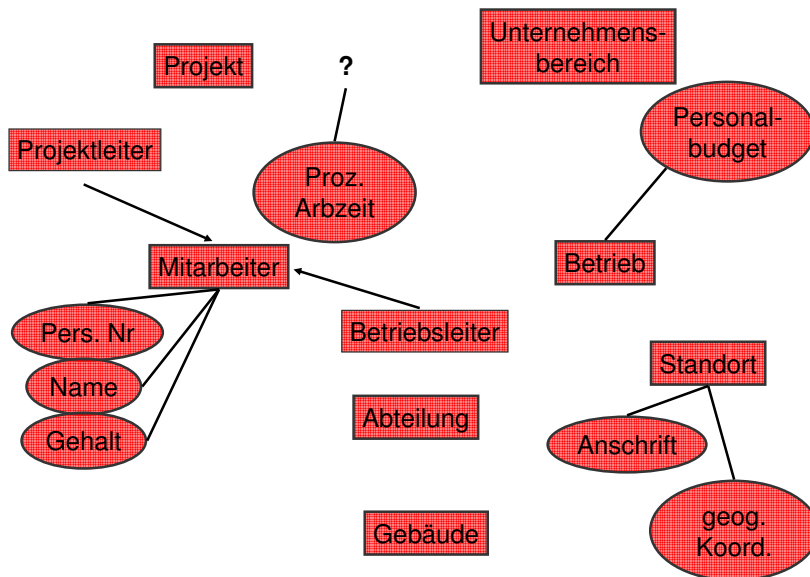 Projekt
?
Unternehmens-
bereich
Projektleiter
Personal-
budget
Proz.
Arbzeit
Mitarbeiter
Betrieb
Pers. Nr
Betriebsleiter
Name
Standort
Abteilung
Gehalt
Anschrift
Gebäude
geog.
Koord.